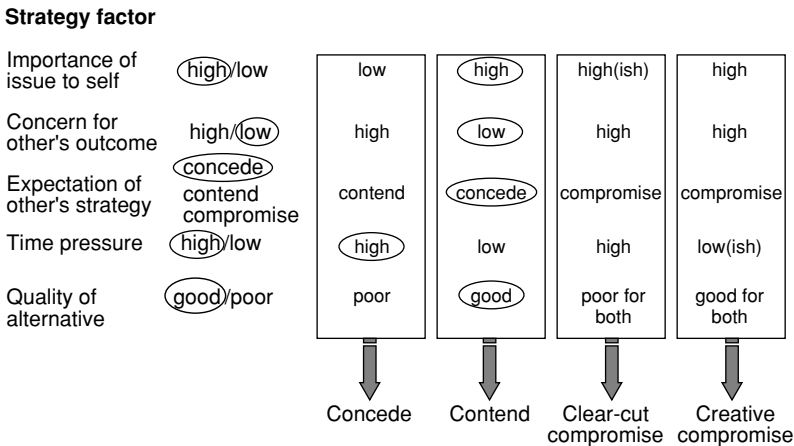 Strategy factor
Importance of issue to self
high/low
low
high
high(ish)
high
Concern for other's outcome
high/low
high
low
high
high
Expectation of other's strategy
concede
contend
compromise
contend
concede
compromise
compromise
Time pressure
high/low
high
low
high
low(ish)
Quality of alternative
good/poor
poor
good
poor for both
good for both
Concede
Contend
Clear-cut compromise
Creative compromise